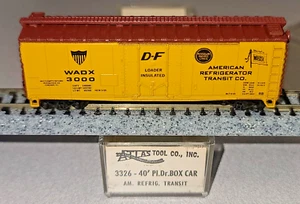 WADX
3000
D-F
LOADER
INSULATED
AMERICAN
REFRIGERATOR
TRANSIT CO.
ATLAS TOOL CO., INC.
3326 - 40' Pl.Dr.BOX CAR
AM. REFRIG. TRANSIT